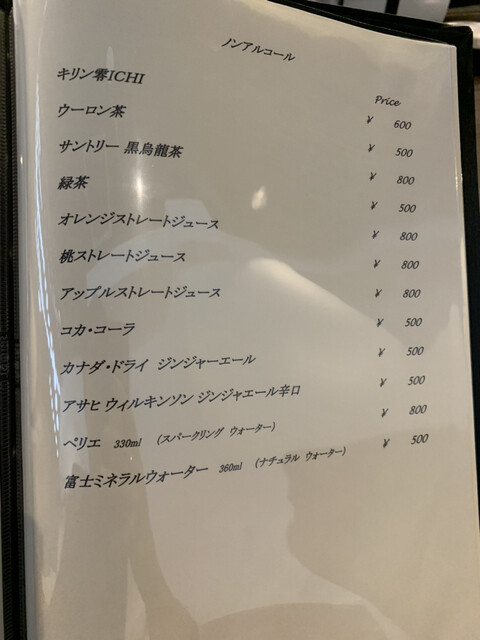 ノンアルコール
Price
キリン零ICHI ¥ 600
ウーロン茶 ¥ 500
サントリー 黒烏龍茶 ¥ 800
緑茶 ¥ 500
オレンジストレートジュース ¥ 800
桃ストレートジュース ¥ 800
アップルストレートジュース ¥ 800
コカ・コーラ ¥ 500
カナダ・ドライ ジンジャーエール ¥ 500
アサヒ ウィルキンソン ジンジャエール辛口 ¥ 500
ペリエ 330ml (スパークリング ウォーター) ¥ 800
富士ミネラルウォーター 360ml (ナチュラル ウォーター) ¥ 500